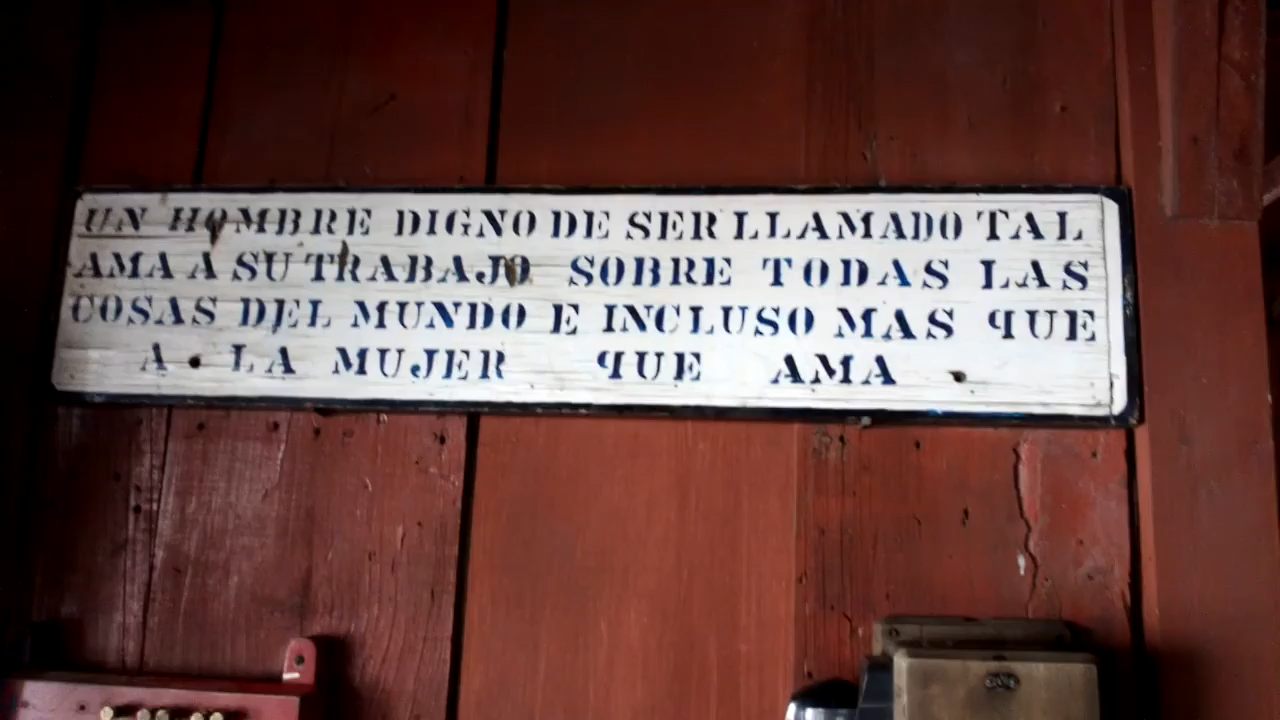 UN HOMBRE DIGNO DE SER LLAMADO TAL
AMA A SU TRABAJO SOBRE TODAS LAS
COSAS DEL MUNDO E INCLUSO MAS QUE
A LA MUJER QUE AMA